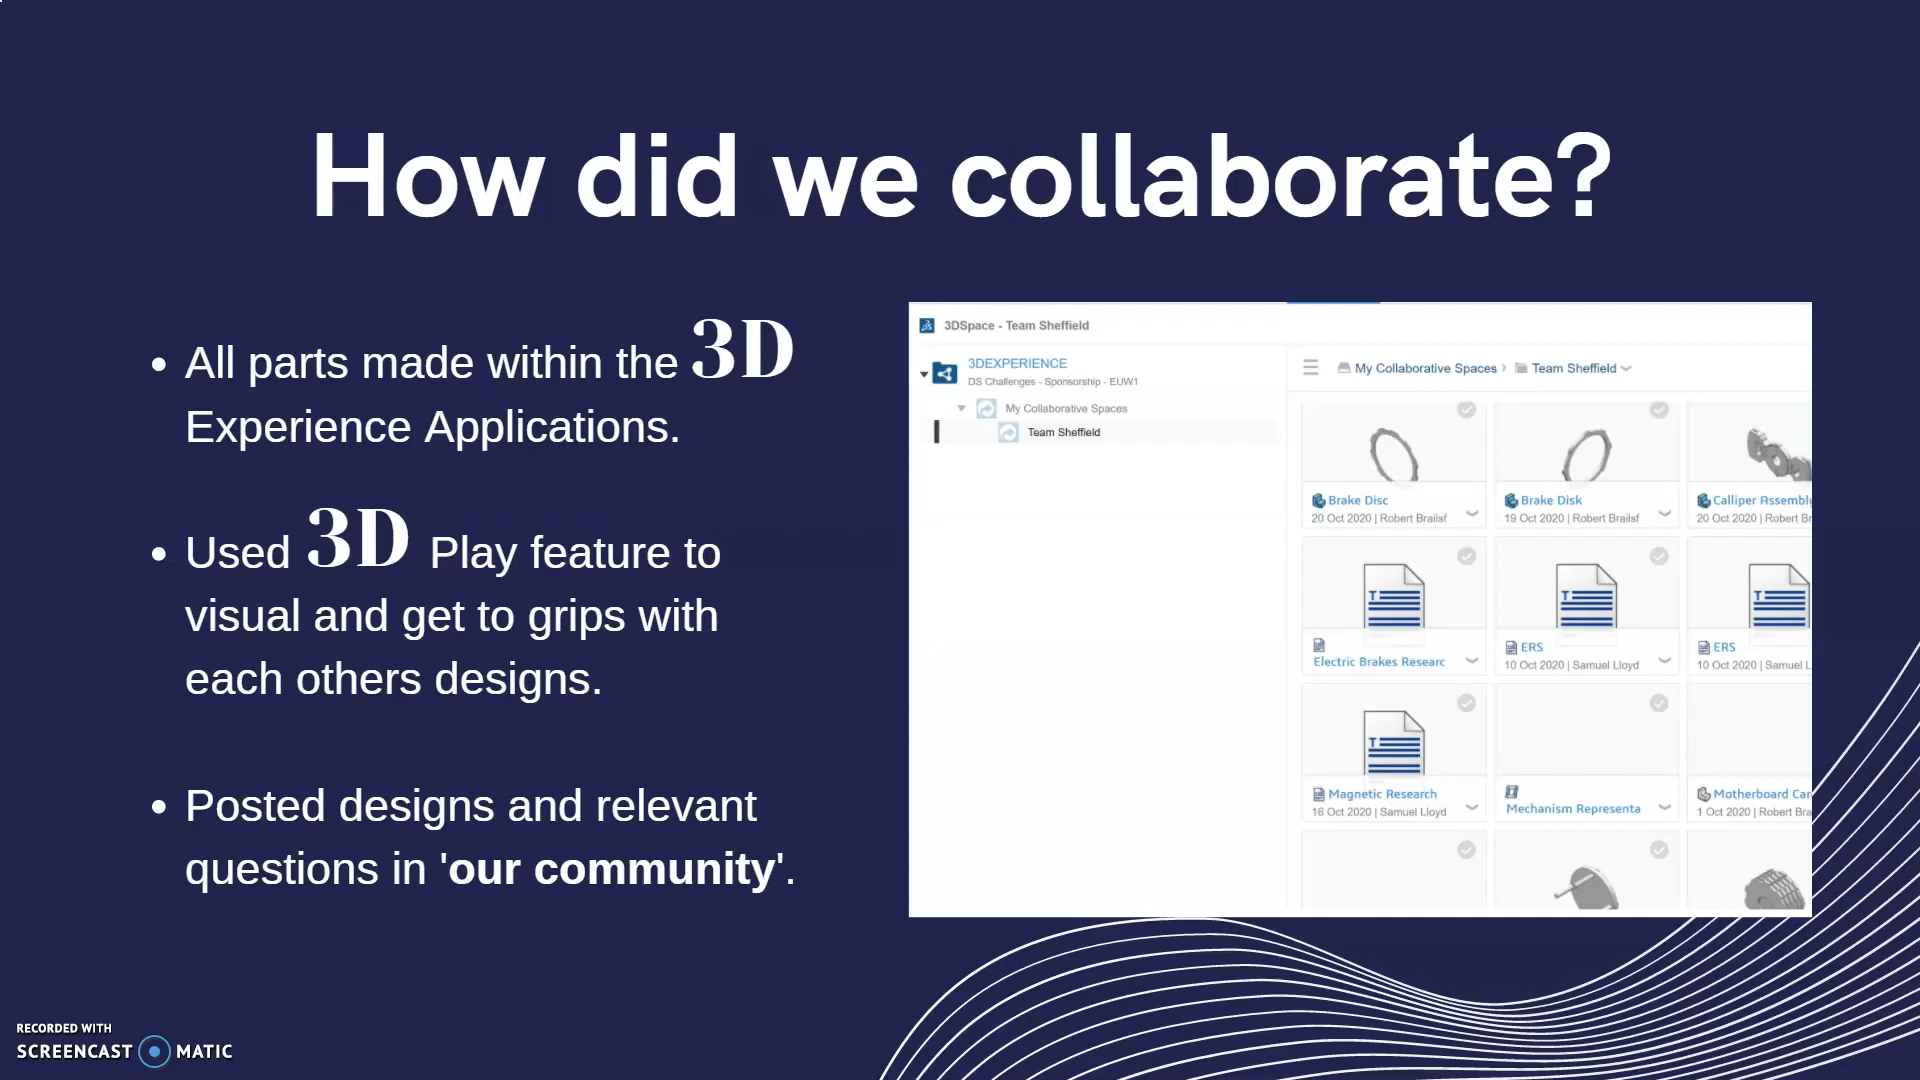 How did we collaborate?
• All parts made within the 3D
Experience Applications.
• Used 3D Play feature to
visual and get to grips with
each others designs.
• Posted designs and relevant
questions in 'our community'.
3DSpace - Team Sheffield
3DEXPERIENCE
DS Challenges - Sponsorship - EUW1
My Collaborative Spaces
Team Sheffield
My Collaborative Spaces › Team Sheffield
Brake Disc
20 Oct 2020 | Robert Brailsf
Brake Disk
19 Oct 2020 | Robert Brailsf
Calliper Assembl
20 Oct 2020 | Robert Br
Electric Brakes Researc
ERS
10 Oct 2020 | Samuel Lloyd
ERS
10 Oct 2020 | Samuel L
Magnetic Research
16 Oct 2020 | Samuel Lloyd
Mechanism Representa
Motherboard Car
1 Oct 2020 | Robert Bra
RECORDED WITH
SCREENCAST MATIC